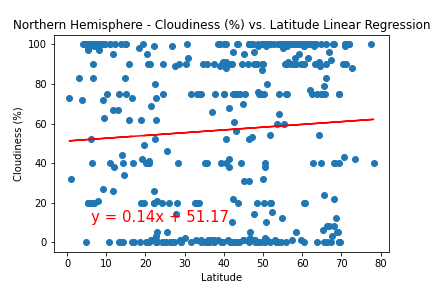 Northern Hemisphere - Cloudiness (%) vs. Latitude Linear Regression
100
80
60
40
20
0
Cloudiness (%)
y = 0.14x + 51.17
0 10 20 30 40 50 60 70 80
Latitude